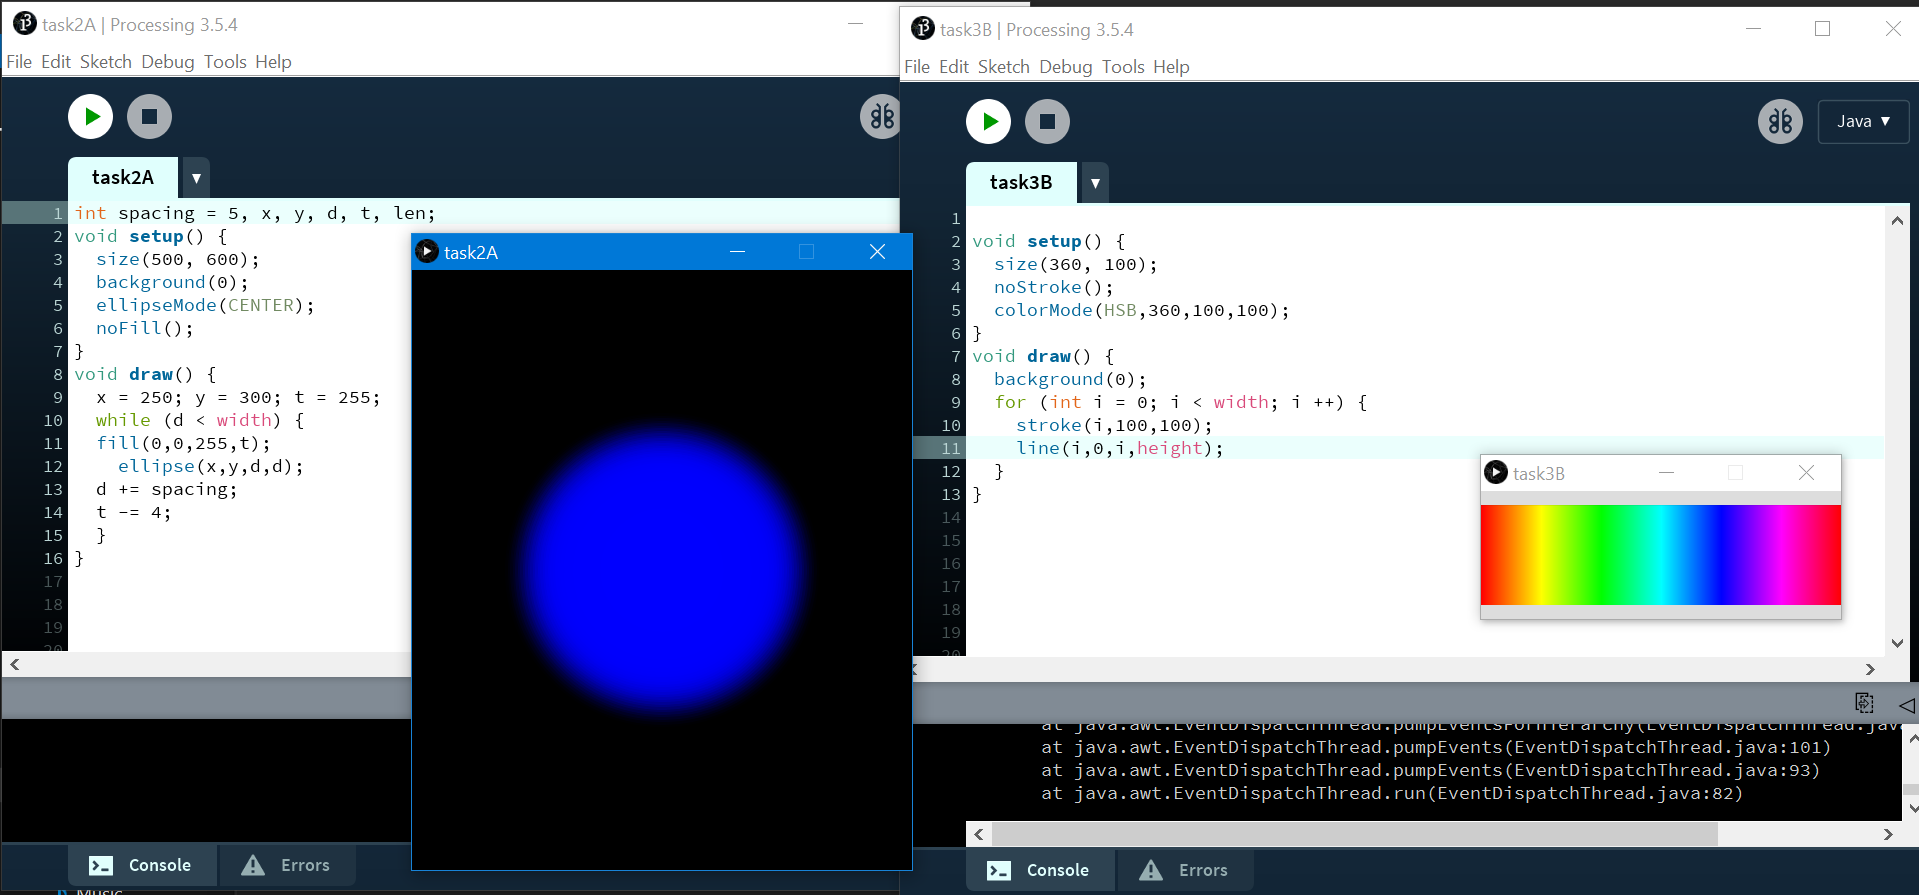 task2A | Processing 3.5.4
File Edit Sketch Debug Tools Help
task2A
1 int spacing = 5, x, y, d, t, len;
2 void setup() {
3 size(500, 600);
4 background(0);
5 ellipseMode(CENTER);
6 noFill();
7 }
8 void draw() {
9 x = 250; y = 300; t = 255;
10 while (d < width) {
11 fill(0,0,255,t);
12 ellipse(x,y,d,d);
13 d += spacing;
14 t -= 4;
15 }
16 }
17
18
19
20
Console
Errors
Music
task2A
task3B | Processing 3.5.4
File Edit Sketch Debug Tools Help
Java
task3B
1
2 void setup() {
3 size(360, 100);
4 noStroke();
5 colorMode(HSB,360,100,100);
6 }
7 void draw() {
8 background(0);
9 for (int i = 0; i < width; i ++) {
10 stroke(i,100,100);
11 line(i,0,i,height);
12 }
13 }
14
15
16
17
18
19
20
task3B
at java.awt.EventDispatchThread.pumpEventsForHierarchy(EventDispatchThread.java
at java.awt.EventDispatchThread.pumpEvents(EventDispatchThread.java:101)
at java.awt.EventDispatchThread.pumpEvents(EventDispatchThread.java:93)
at java.awt.EventDispatchThread.run(EventDispatchThread.java:82)
Console
Errors